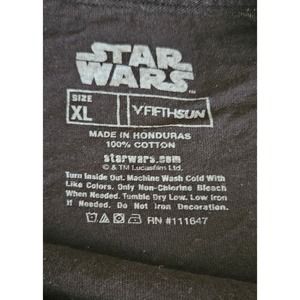 STAR
WARS
SIZE
XL
FIFTHSUN
MADE IN HONDURAS
100% COTTON
starwars.com
© & TM Lucasfilm Ltd.
Turn Inside Out. Machine Wash Cold With
Like Colors. Only Non-Chlorine Bleach
When Needed. Tumble Dry Low. Low Iron
If Needed. Do Not Iron Decoration.
RN #111647